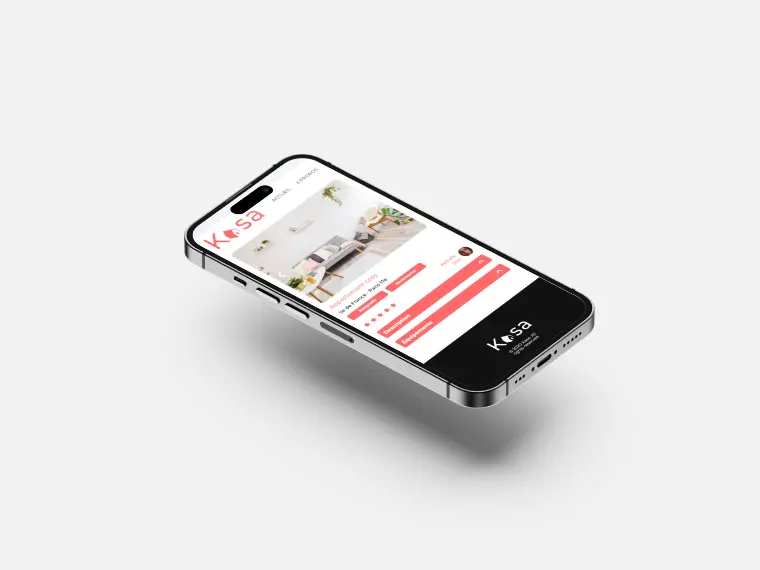 ACCUEIL A PROPOS
Kasa
Appartement cosy
Ile de France - Paris 17e
Description
Équipements
Kasa
© 2020 Kasa. All
rights reserved